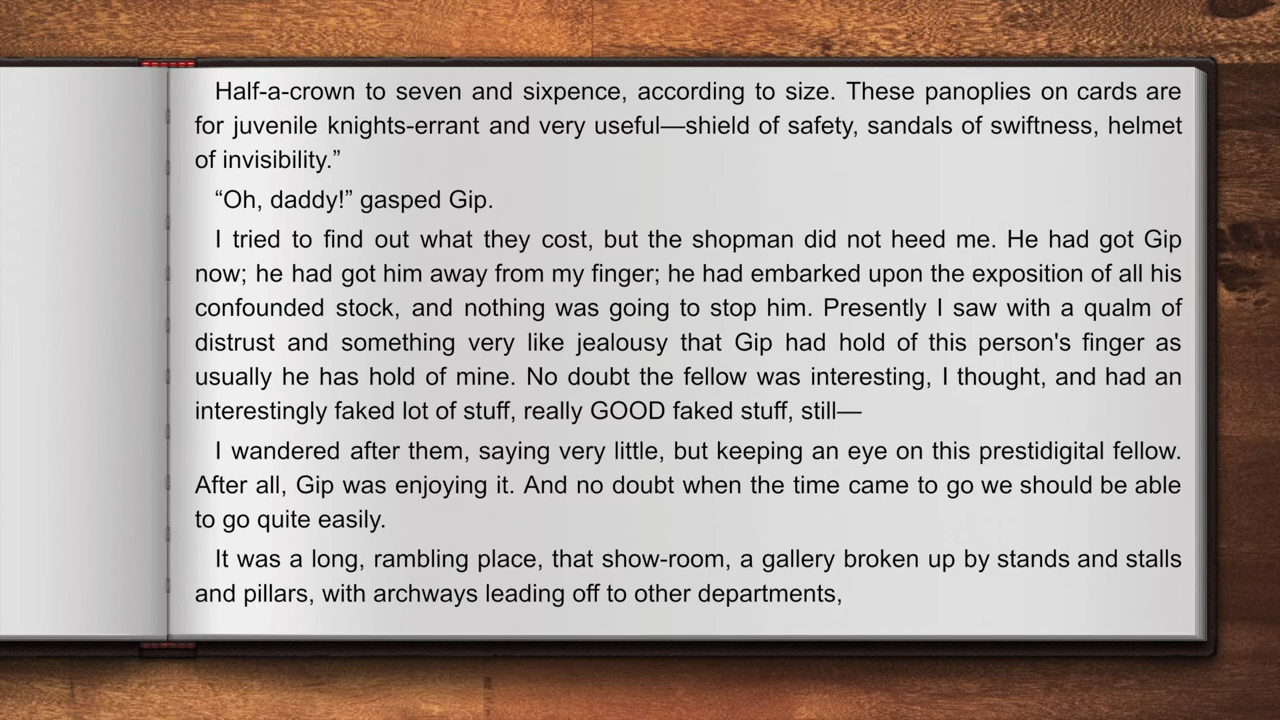 Half-a-crown to seven and sixpence, according to size. These panoplies on cards are
for juvenile knights-errant and very useful—shield of safety, sandals of swiftness, helmet
of invisibility.”
“Oh, daddy!” gasped Gip.
I tried to find out what they cost, but the shopman did not heed me. He had got Gip
now; he had got him away from my finger; he had embarked upon the exposition of all his
confounded stock, and nothing was going to stop him. Presently I saw with a qualm of
distrust and something very like jealousy that Gip had hold of this person's finger as
usually he has hold of mine. No doubt the fellow was interesting, I thought, and had an
interestingly faked lot of stuff, really GOOD faked stuff, still—
I wandered after them, saying very little, but keeping an eye on this prestidigital fellow.
After all, Gip was enjoying it. And no doubt when the time came to go we should be able
to go quite easily.
It was a long, rambling place, that show-room, a gallery broken up by stands and stalls
and pillars, with archways leading off to other departments,